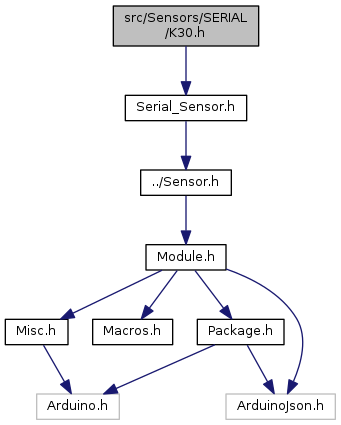 src/Sensors/SERIAL
/K30.h
Serial_Sensor.h
../Sensor.h
Module.h
Misc.h
Macros.h
Package.h
Arduino.h
ArduinoJson.h